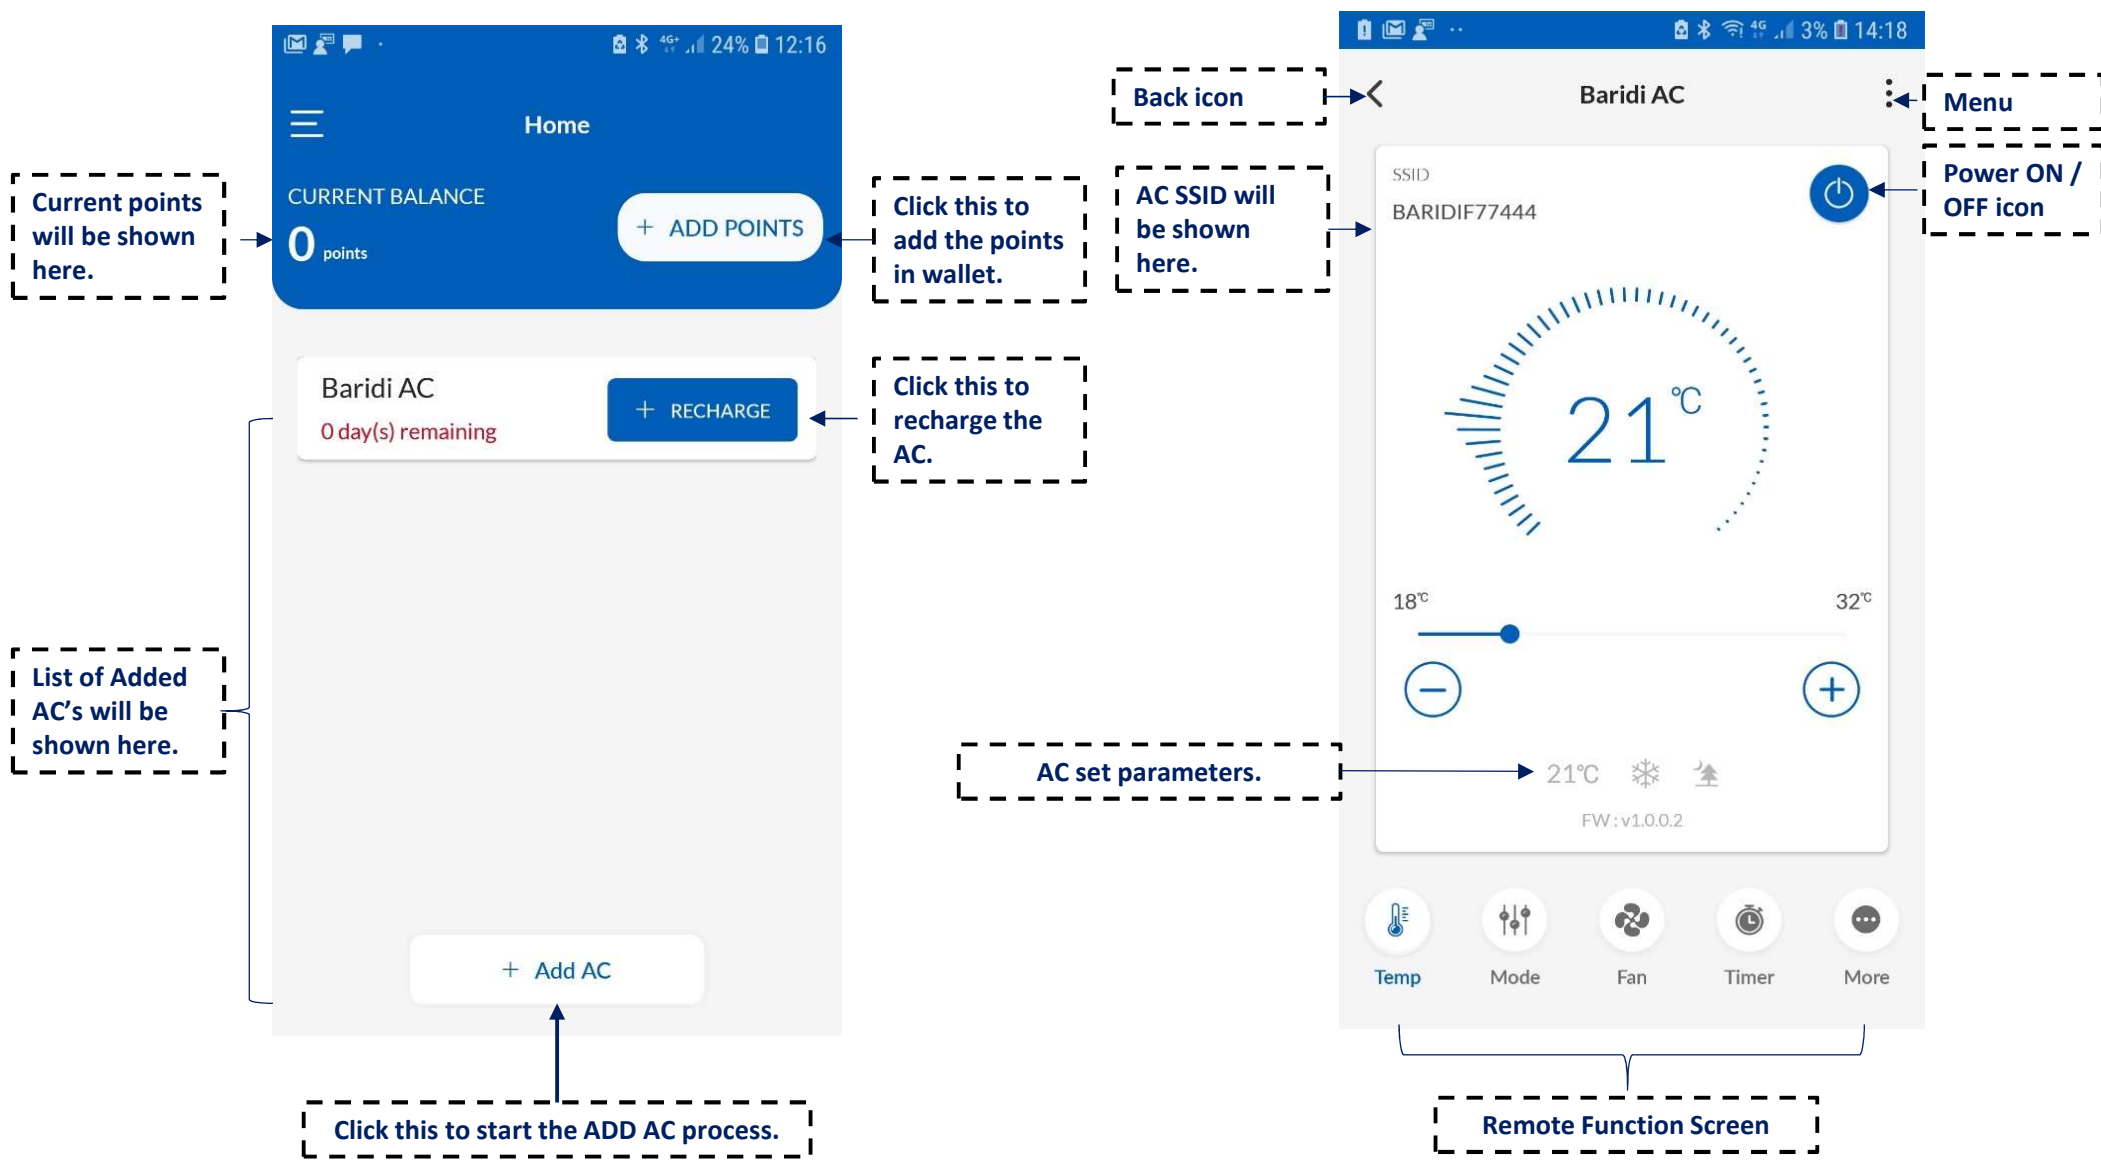 4G+ 24% 12:16
Home
CURRENT BALANCE
0 points
+ ADD POINTS
Baridi AC
0 day(s) remaining
+ RECHARGE
+ Add AC
Current points
will be shown
here.
Click this to
add the points
in wallet.
Click this to
recharge the
AC.
List of Added
AC’s will be
shown here.
Click this to start the ADD AC process.
4G 3% 14:18
Baridi AC
SSID
BARIDIF77444
21℃
18℃
32℃
21℃
FW : v1.0.0.2
Temp
Mode
Fan
Timer
More
Back icon
Menu
AC SSID will
be shown
here.
Power ON /
OFF icon
AC set parameters.
Remote Function Screen